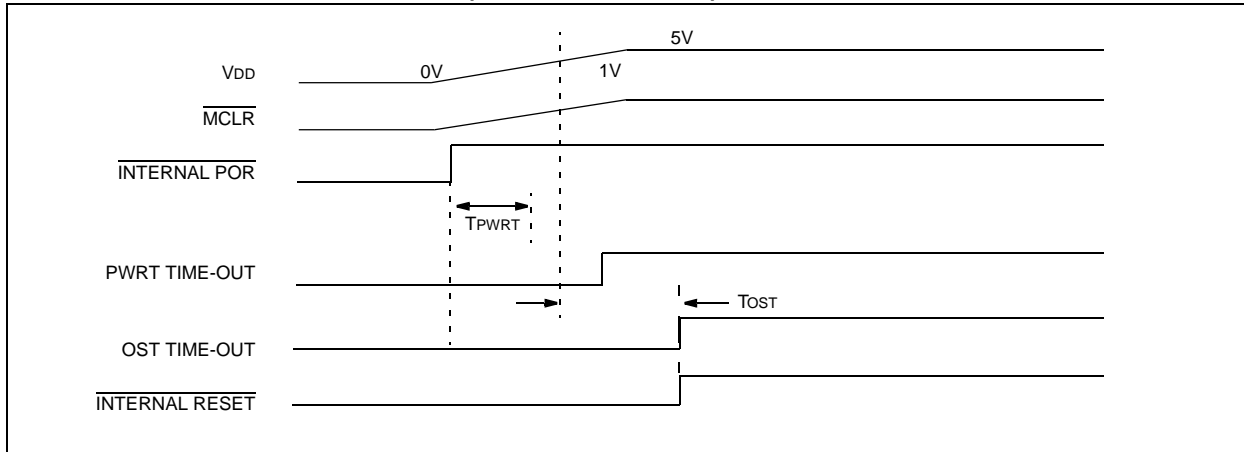 5V
VDD 0V 1V
MCLR
INTERNAL POR
TPWRT
PWRT TIME-OUT
TOST
OST TIME-OUT
INTERNAL RESET